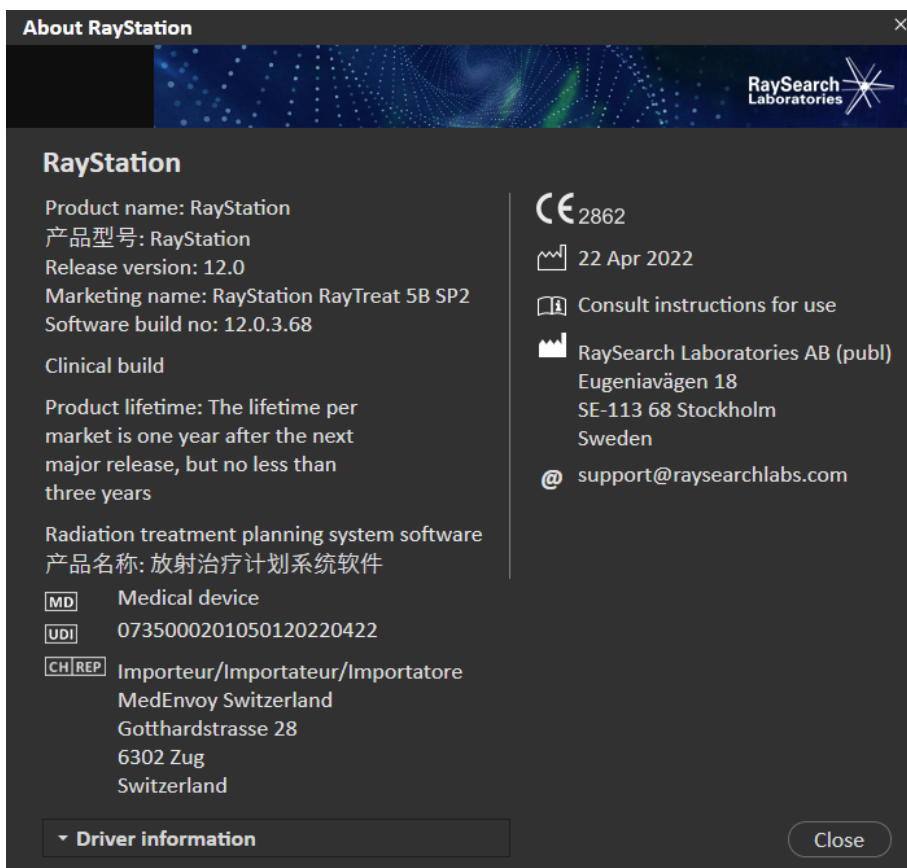 About RayStation
RaySearch
Laboratories
RayStation
Product name: RayStation
产品型号: RayStation
Release version: 12.0
Marketing name: RayStation RayTreat 5B SP2
Software build no: 12.0.3.68
Clinical build
Product lifetime: The lifetime per
market is one year after the next
major release, but no less than
three years
Radiation treatment planning system software
产品名称: 放射治疗计划系统软件
MD Medical device
UDI 0735000201050120220422
CH REP Importeur/Importateur/Importatore
MedEnvoy Switzerland
Gotthardstrasse 28
6302 Zug
Switzerland
CE 2862
22 Apr 2022
Consult instructions for use
RaySearch Laboratories AB (publ)
Eugeniavägen 18
SE-113 68 Stockholm
Sweden
@ support@raysearchlabs.com
Driver information
Close